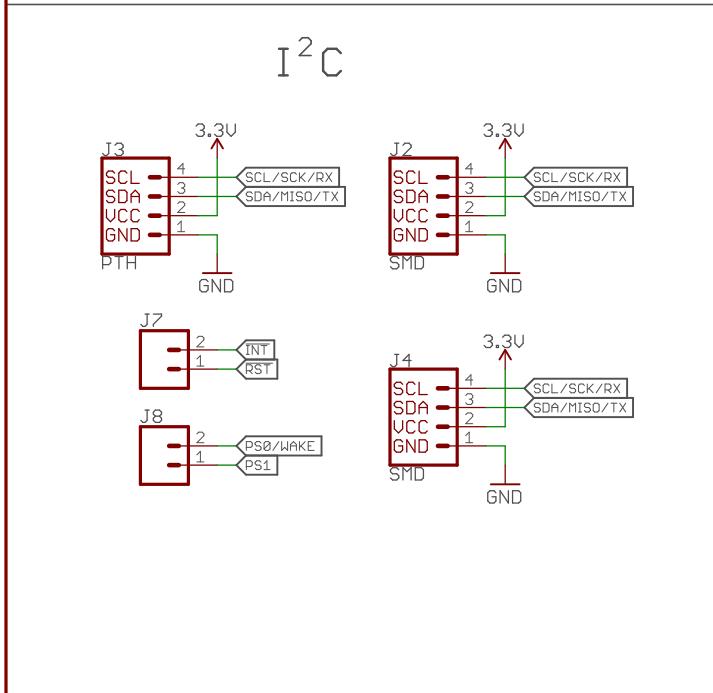 I²C
3.3V
J3
SCL 4 SCL/SCK/RX
SDA 3 SDA/MISO/TX
VCC 2
GND 1
PTH
GND
3.3V
J2
SCL 4 SCL/SCK/RX
SDA 3 SDA/MISO/TX
VCC 2
GND 1
SMD
GND
J7
2 INT
1 RST
J8
2 PS0/WAKE
1 PS1
3.3V
J4
SCL 4 SCL/SCK/RX
SDA 3 SDA/MISO/TX
VCC 2
GND 1
SMD
GND